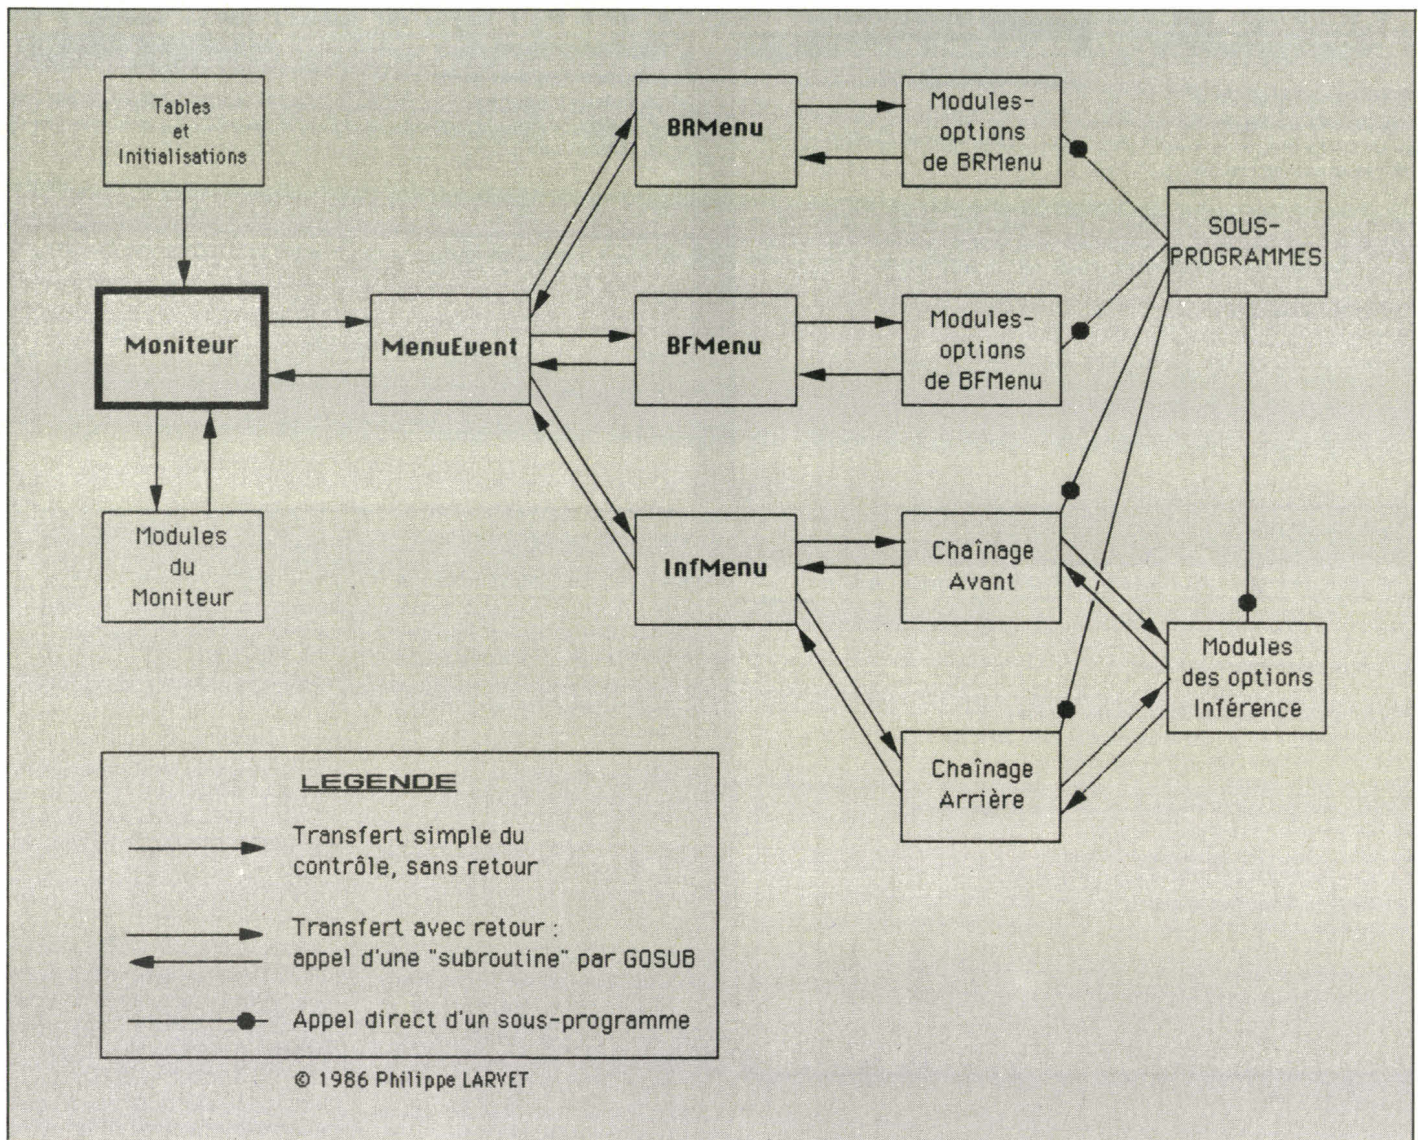 Tables
et
Initialisations
BRMenu
Modules-
options
de BRMenu
SOUS-
PROGRAMMES
Moniteur
MenuEvent
BFMenu
Modules-
options
de BFMenu
Modules
du
Moniteur
InfMenu
Chaînage
Avant
Modules
des options
Inférence
Chaînage
Arrière
LEGENDE
Transfert simple du
contrôle, sans retour
Transfert avec retour :
appel d'une "subroutine" par GOSUB
Appel direct d'un sous-programme
© 1986 Philippe LARVET